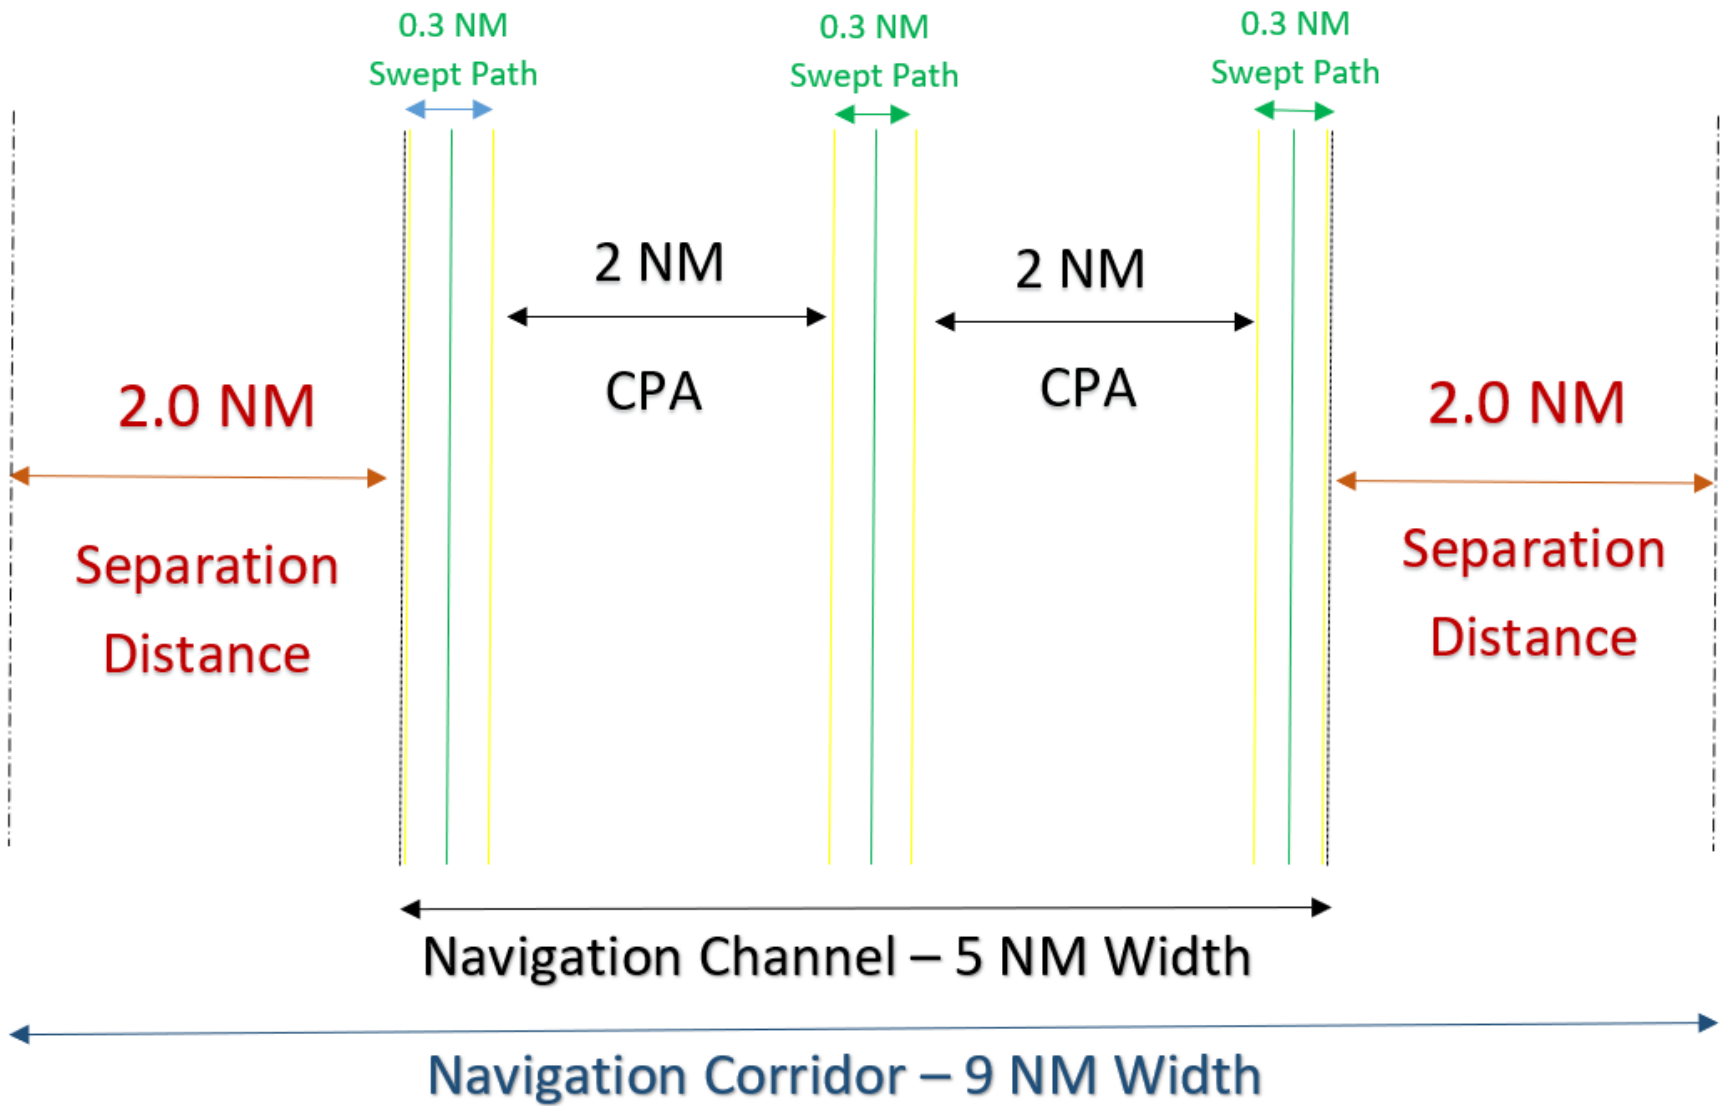 0.3 NM
Swept Path
0.3 NM
Swept Path
0.3 NM
Swept Path
2 NM
CPA
2 NM
CPA
2.0 NM
Separation
Distance
2.0 NM
Separation
Distance
Navigation Channel – 5 NM Width
Navigation Corridor – 9 NM Width